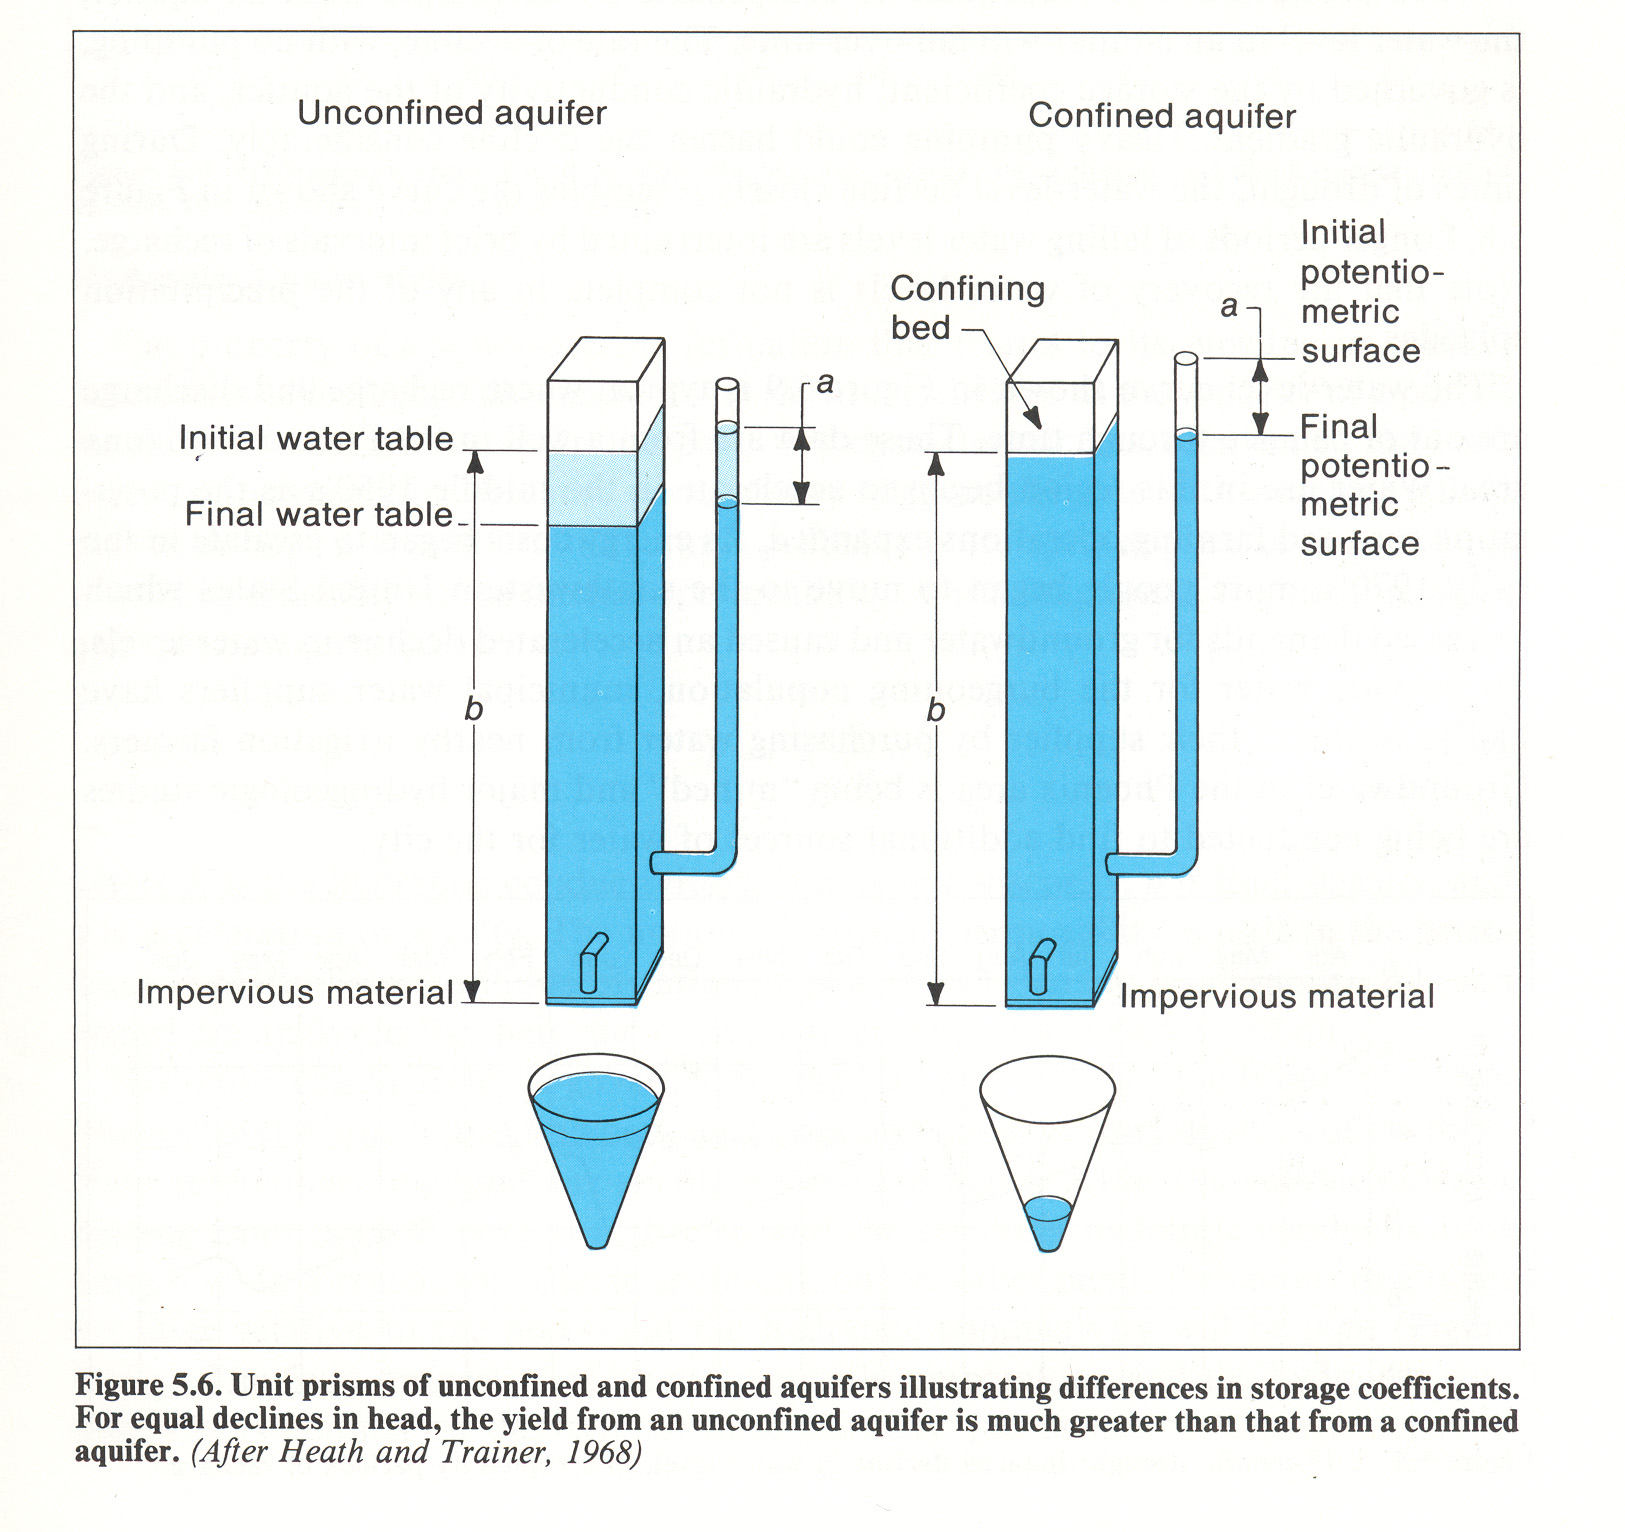 Unconfined aquifer
Confined aquifer
Initial
potentio-
metric
surface
a
Confining
bed
a
Initial water table
Final
potentio-
metric
surface
Final water table
b
b
Impervious material
Impervious material
Figure 5.6. Unit prisms of unconfined and confined aquifers illustrating differences in storage coefficients.
For equal declines in head, the yield from an unconfined aquifer is much greater than that from a confined
aquifer. (After Heath and Trainer, 1968)